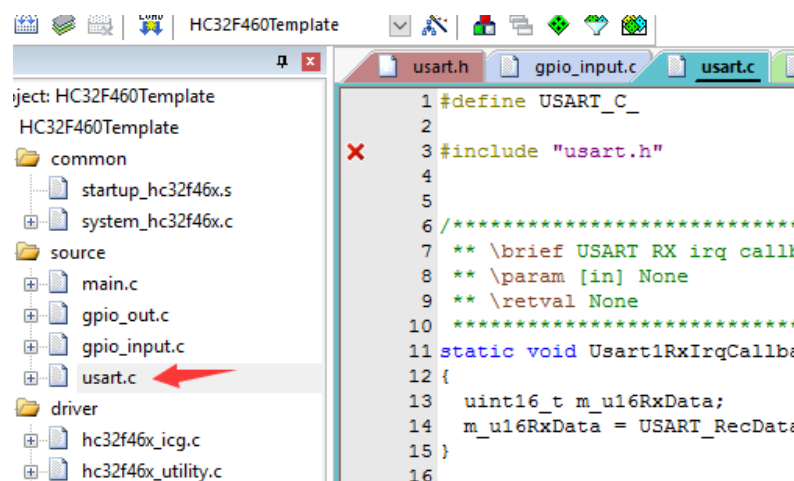 HC32F460Template
usart.h
gpio_input.c
usart.c
ject: HC32F460Template
HC32F460Template
common
startup_hc32f46x.s
system_hc32f46x.c
source
main.c
gpio_out.c
gpio_input.c
usart.c
driver
hc32f46x_icg.c
hc32f46x_utility.c
1 #define USART_C_
2
3 #include "usart.h"
4
5
6 /*****************************
7 ** \brief USART RX irq callb
8 ** \param [in] None
9 ** \retval None
10 *****************************
11 static void Usart1RxIrqCallba
12 {
13 uint16_t m_u16RxData;
14 m_u16RxData = USART_RecData
15 }
16